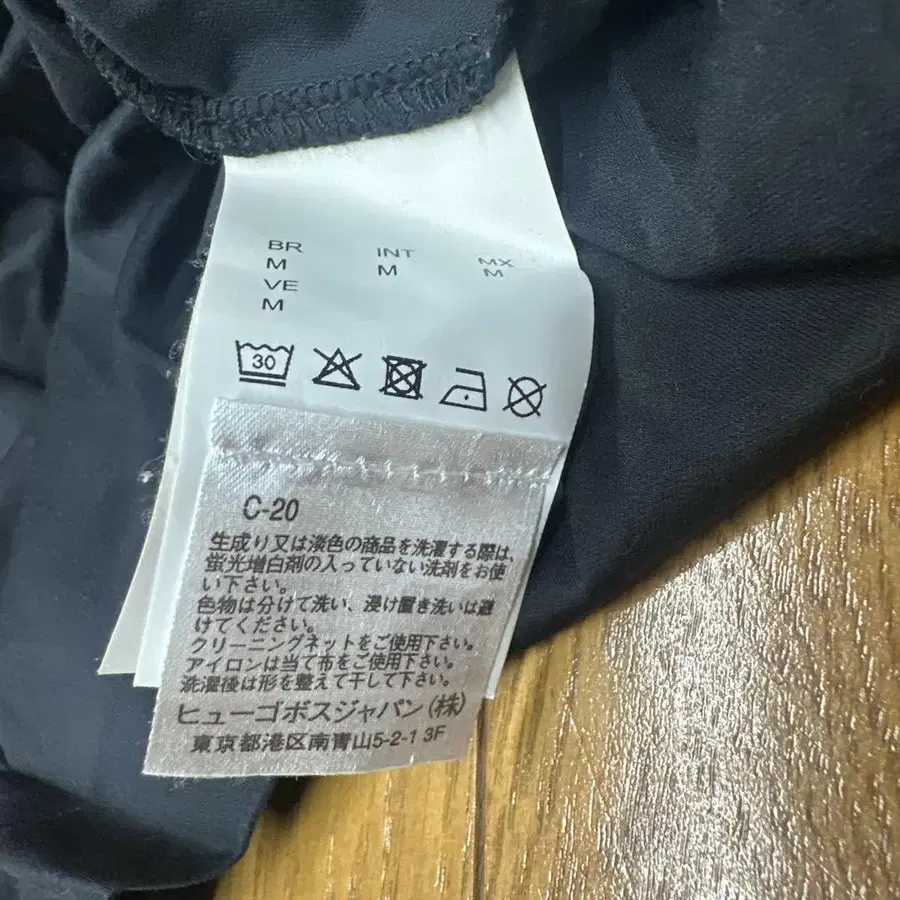 BR INT MX
M M M
VE
M
30
C-20
生成り又は淡色の商品を洗濯する際は、
蛍光増白剤の入っていない洗剤をお使
い下さい。
色物は分けて洗い、浸け置き洗いは避
けてください。
クリーニングネットをご使用下さい。
アイロンは当て布をご使用下さい。
洗濯後は形を整えて干して下さい。
ヒューゴボスジャパン(株)
東京都港区南青山5-2-1 3F